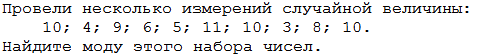 Провели несколько измерений случайной величины:
10; 4; 9; 6; 5; 11; 10; 3; 8; 10.
Найдите моду этого набора чисел.